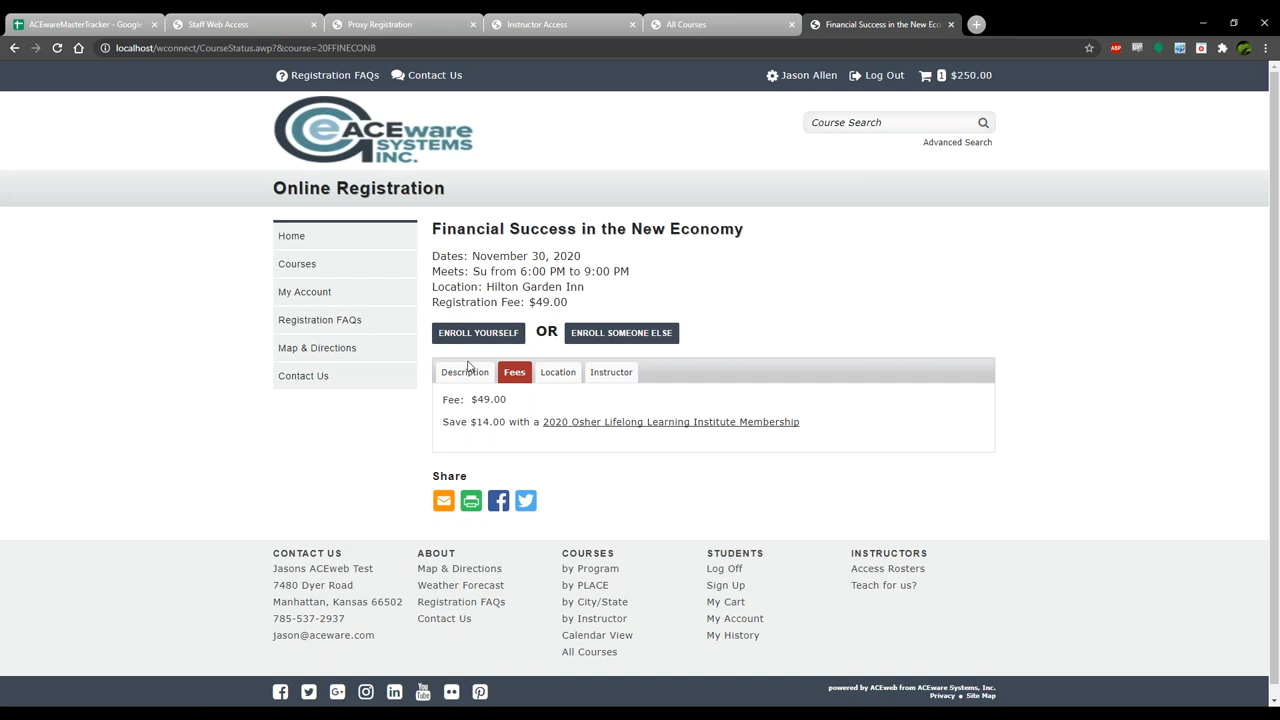 ACEwareMasterTracker - Google
Staff Web Access
Proxy Registration
Instructor Access
All Courses
Financial Success in the New Eco
localhost/wconnect/CourseStatus.awp?&course=20FFINECONB
ABP
Registration FAQs
Contact Us
Jason Allen
Log Out
1 $250.00
ACEware
SYSTEMS
INC.
Course Search
Advanced Search
Online Registration
Home
Courses
My Account
Registration FAQs
Map & Directions
Contact Us
Financial Success in the New Economy
Dates: November 30, 2020
Meets: Su from 6:00 PM to 9:00 PM
Location: Hilton Garden Inn
Registration Fee: $49.00
ENROLL YOURSELF OR ENROLL SOMEONE ELSE
Description Fees Location Instructor
Fee: $49.00
Save $14.00 with a 2020 Osher Lifelong Learning Institute Membership
Share
CONTACT US
Jasons ACEweb Test
7480 Dyer Road
Manhattan, Kansas 66502
785-537-2937
jason@aceware.com
ABOUT
Map & Directions
Weather Forecast
Registration FAQs
Contact Us
COURSES
by Program
by PLACE
by City/State
by Instructor
Calendar View
All Courses
STUDENTS
Log Off
Sign Up
My Cart
My Account
My History
INSTRUCTORS
Access Rosters
Teach for us?
powered by ACEweb from ACEware Systems, Inc.
Privacy ● Site Map